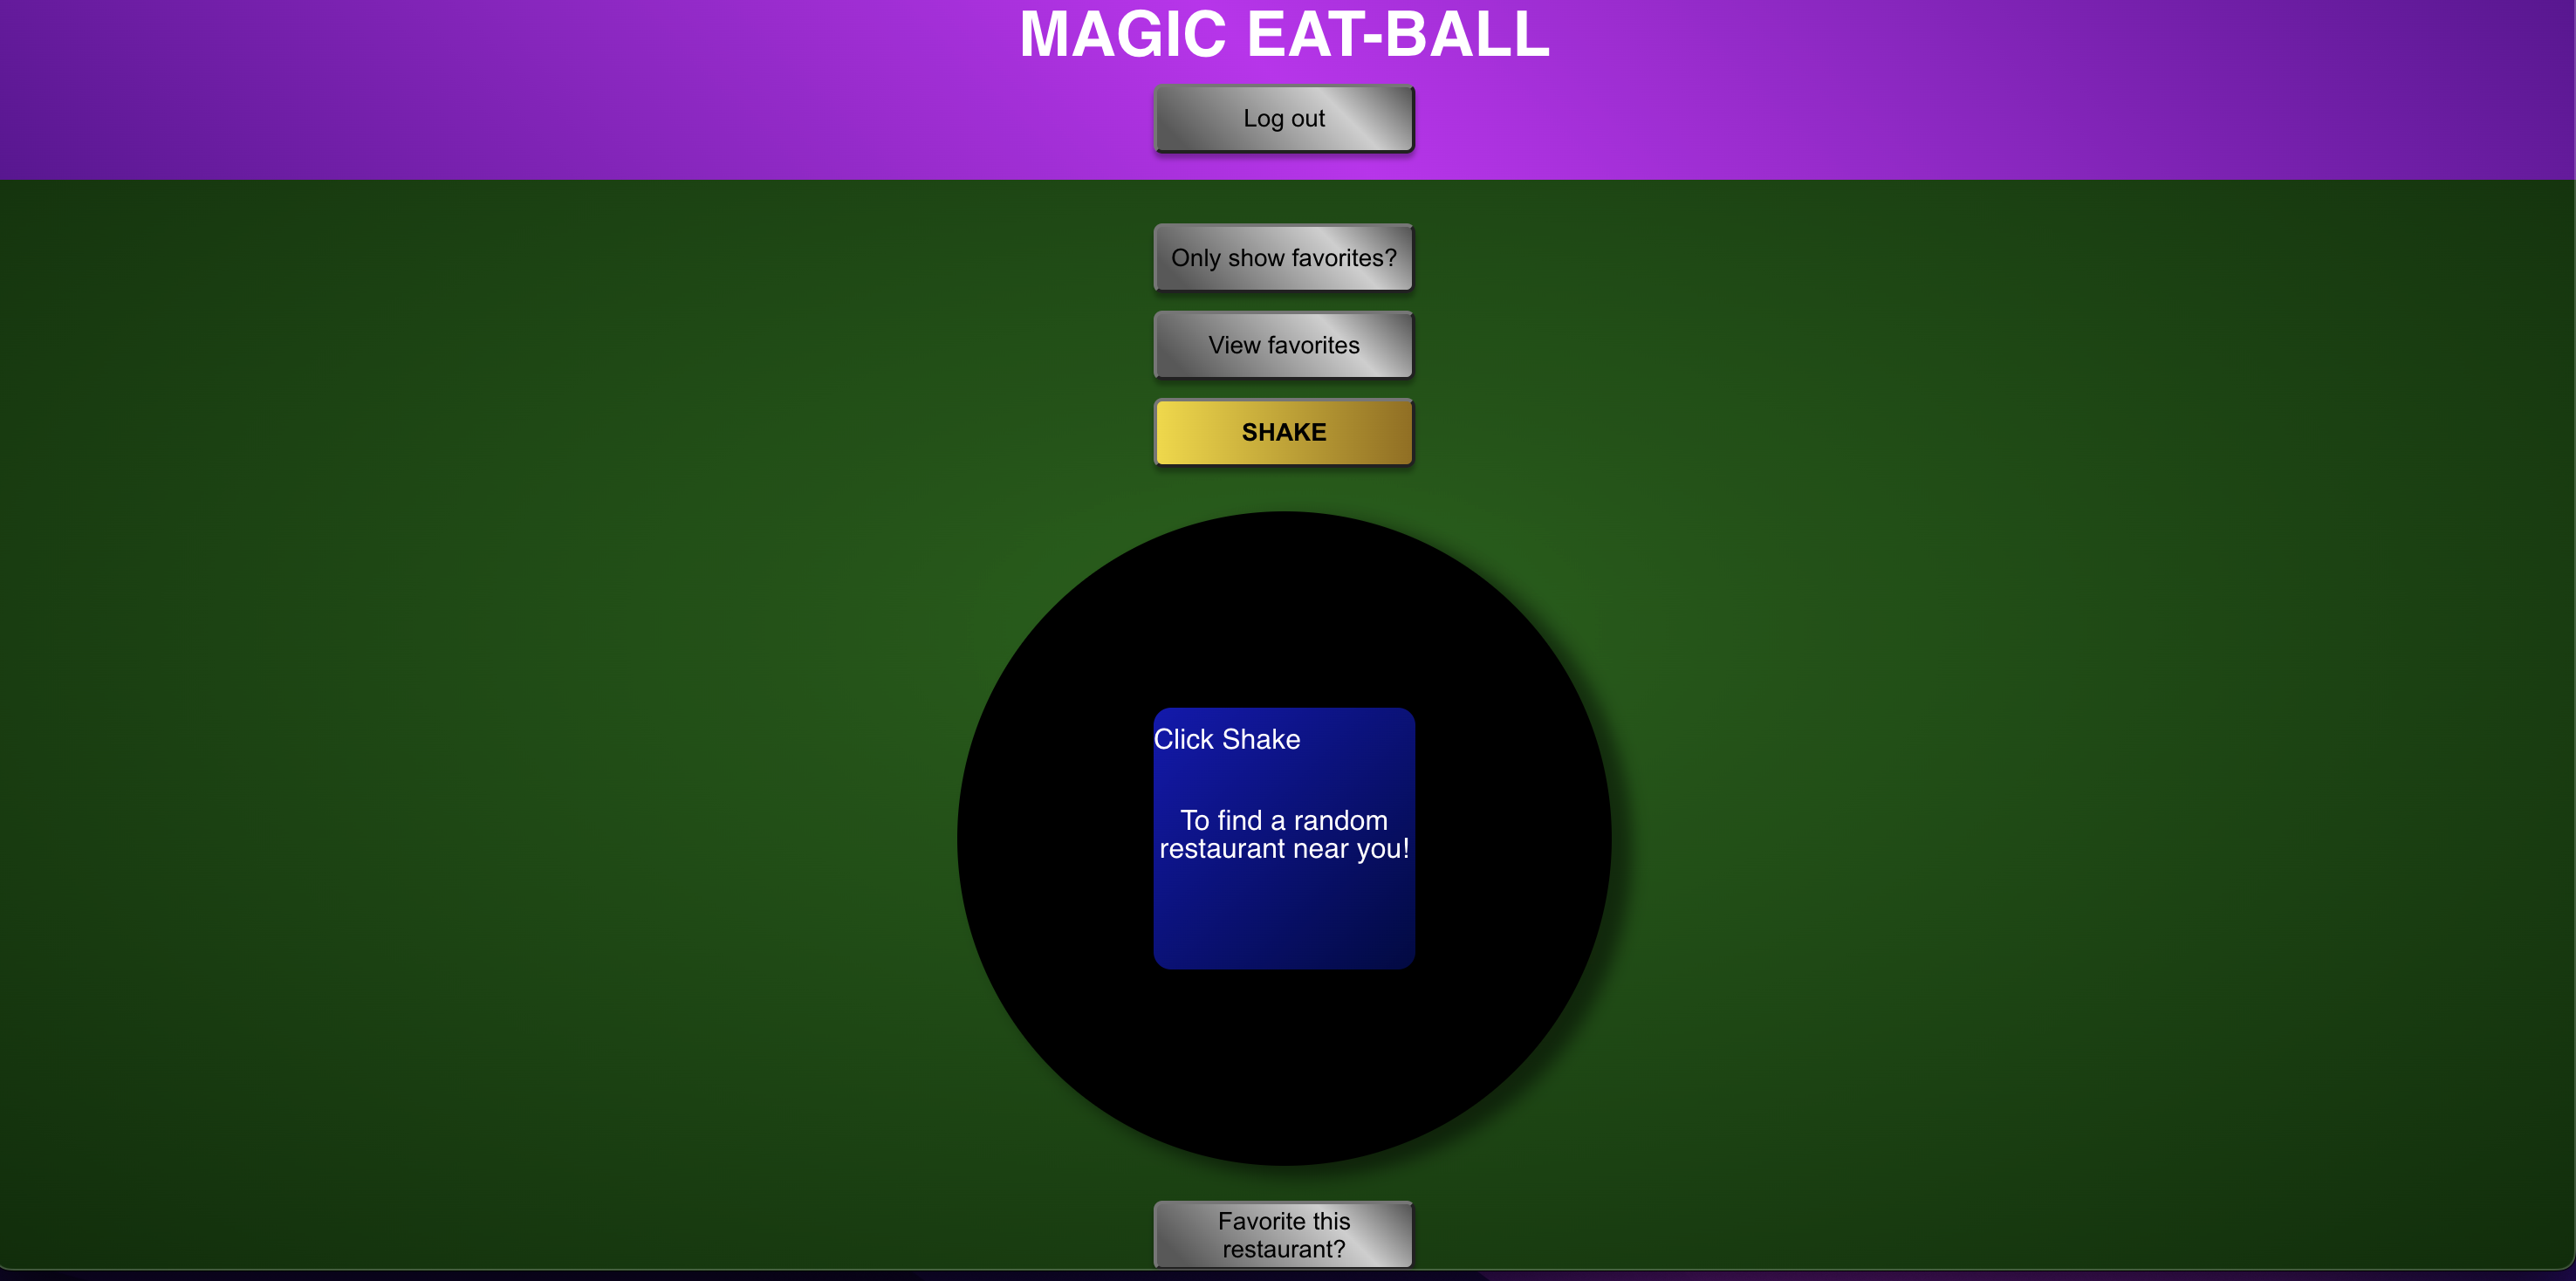 MAGIC EAT-BALL
Log out
Only show favorites?
View favorites
SHAKE
Click Shake
To find a random
restaurant near you!
Favorite this
restaurant?